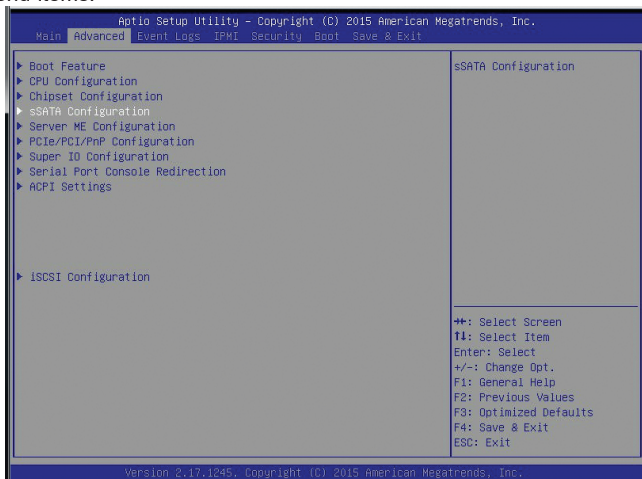 Aptio Setup Utility – Copyright (C) 2015 American Megatrends, Inc.
Main Advanced Event Logs IPMI Security Boot Save & Exit
▶ Boot Feature
▶ CPU Configuration
▶ Chipset Configuration
▶ sSATA Configuration
▶ Server ME Configuration
▶ PCIe/PCI/PnP Configuration
▶ Super IO Configuration
▶ Serial Port Console Redirection
▶ ACPI Settings
▶ iSCSI Configuration
sSATA Configuration
→←: Select Screen
↑↓: Select Item
Enter: Select
+/-: Change Opt.
F1: General Help
F2: Previous Values
F3: Optimized Defaults
F4: Save & Exit
ESC: Exit
Version 2.17.1245. Copyright (C) 2015 American Megatrends, Inc.